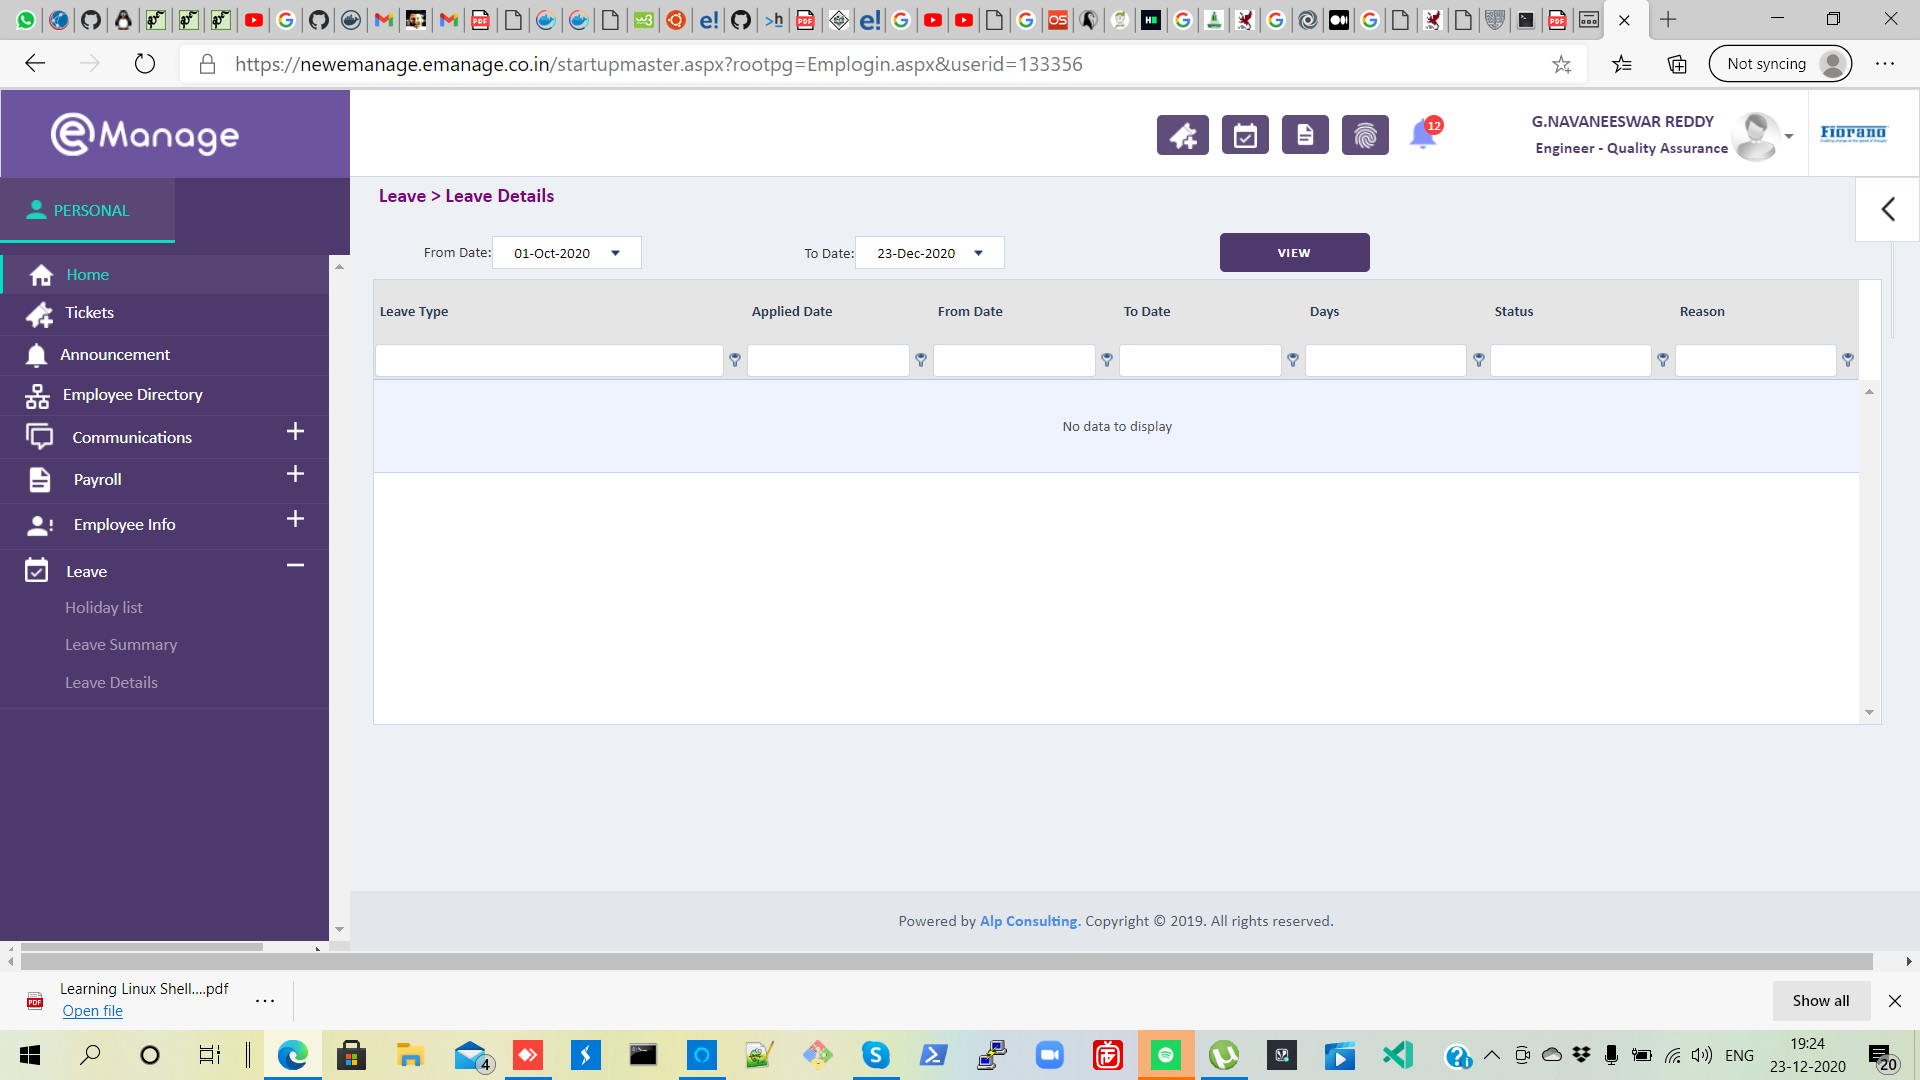 https://newemanage.emanage.co.in/startupmaster.aspx?rootpg=Emplogin.aspx&userid=133356
Not syncing
eManage
12
G.NAVANEESWAR REDDY
Engineer - Quality Assurance
Fiorano
PERSONAL
Home
Tickets
Announcement
Employee Directory
Communications
Payroll
Employee Info
Leave
Holiday list
Leave Summary
Leave Details
Leave > Leave Details
From Date: 01-Oct-2020
To Date: 23-Dec-2020
VIEW
Leave Type Applied Date From Date To Date Days Status Reason
No data to display
Powered by Alp Consulting. Copyright © 2019. All rights reserved.
Learning Linux Shell....pdf
Open file
Show all
4
ENG
19:24
23-12-2020
20